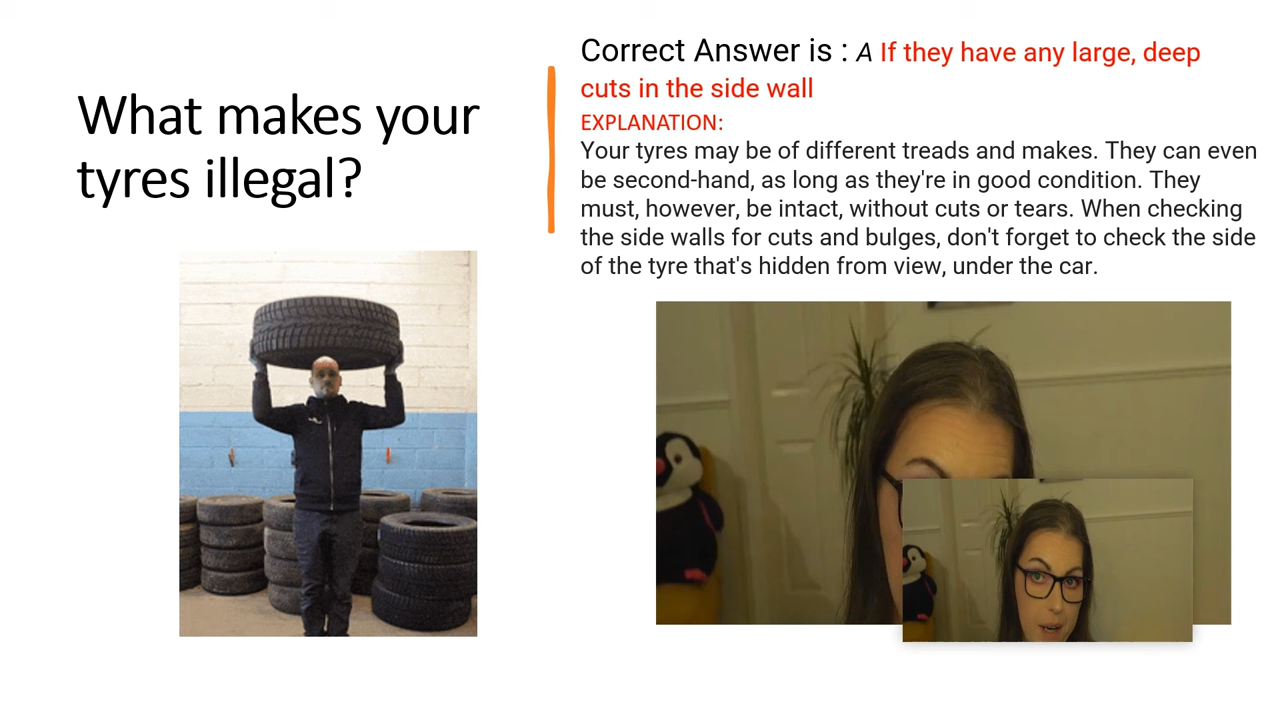 What makes your
tyres illegal?
Correct Answer is : A If they have any large, deep
cuts in the side wall
EXPLANATION:
Your tyres may be of different treads and makes. They can even
be second-hand, as long as they're in good condition. They
must, however, be intact, without cuts or tears. When checking
the side walls for cuts and bulges, don't forget to check the side
of the tyre that's hidden from view, under the car.